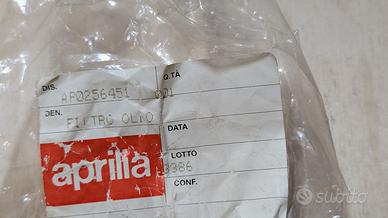 DIS. Q.TÀ
AP0256451 001
DEN.
FILTRO OLIO
DATA
aprilia
LOTTO
3386
CONF.
subito